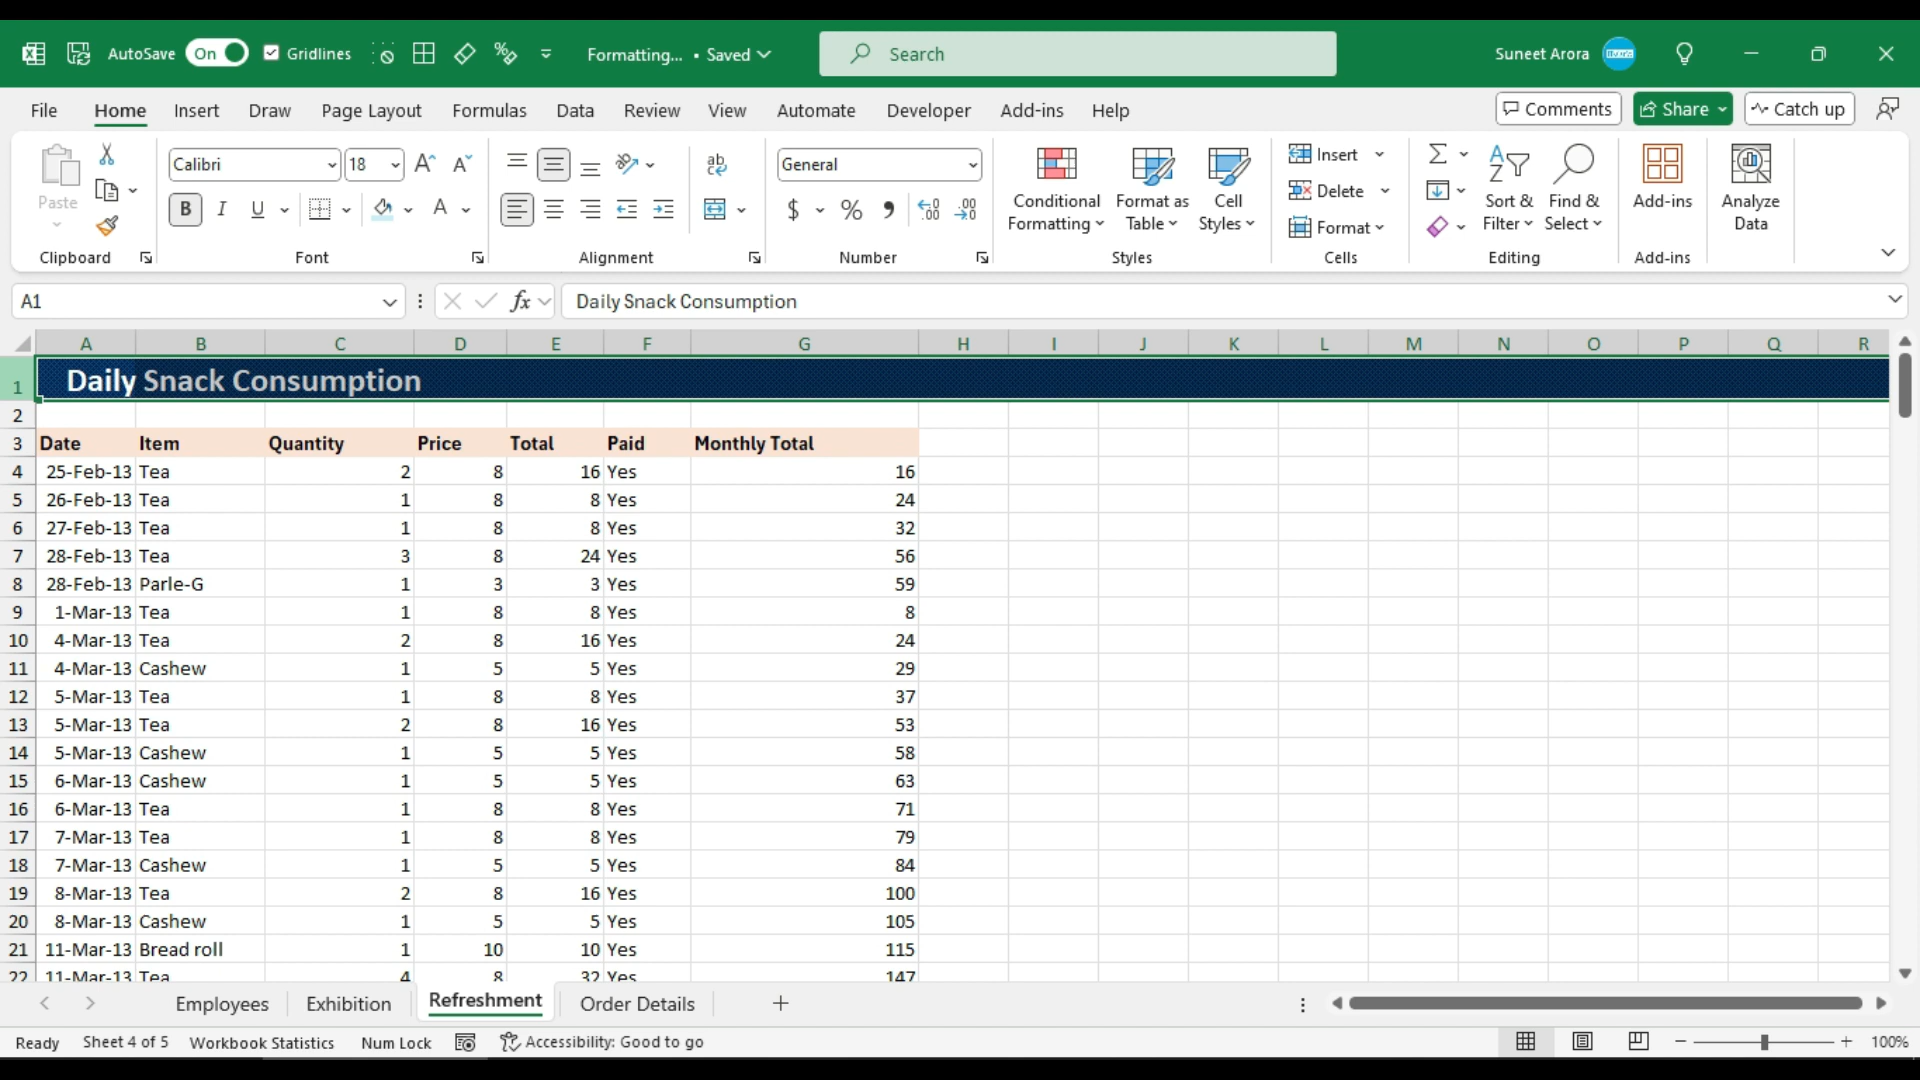 AutoSave On Gridlines Formatting... • Saved Search Suneet Arora
File Home Insert Draw Page Layout Formulas Data Review View Automate Developer Add-ins Help Comments Share Catch up
Paste
Clipboard
Calibri 18
B I U A
Font
ab
Alignment
General
$ % 9
Number
Conditional Formatting
Format as Table
Cell Styles
Styles
Insert
Delete
Format
Cells
Sort & Filter
Find & Select
Editing
Add-ins
Add-ins
Analyze Data
A1 fx Daily Snack Consumption
A B C D E F G H I J K L M N O P Q R
1 Daily Snack Consumption
2
3 Date Item Quantity Price Total Paid Monthly Total
4 25-Feb-13 Tea 2 8 16 Yes 16
5 26-Feb-13 Tea 1 8 8 Yes 24
6 27-Feb-13 Tea 1 8 8 Yes 32
7 28-Feb-13 Tea 3 8 24 Yes 56
8 28-Feb-13 Parle-G 1 3 3 Yes 59
9 1-Mar-13 Tea 1 8 8 Yes 8
10 4-Mar-13 Tea 2 8 16 Yes 24
11 4-Mar-13 Cashew 1 5 5 Yes 29
12 5-Mar-13 Tea 1 8 8 Yes 37
13 5-Mar-13 Tea 2 8 16 Yes 53
14 5-Mar-13 Cashew 1 5 5 Yes 58
15 6-Mar-13 Cashew 1 5 5 Yes 63
16 6-Mar-13 Tea 1 8 8 Yes 71
17 7-Mar-13 Tea 1 8 8 Yes 79
18 7-Mar-13 Cashew 1 5 5 Yes 84
19 8-Mar-13 Tea 2 8 16 Yes 100
20 8-Mar-13 Cashew 1 5 5 Yes 105
21 11-Mar-13 Bread roll 1 10 10 Yes 115
22 11-Mar-13 Tea 4 8 32 Yes 147
Employees Exhibition Refreshment Order Details
Ready Sheet 4 of 5 Workbook Statistics Num Lock Accessibility: Good to go 100%